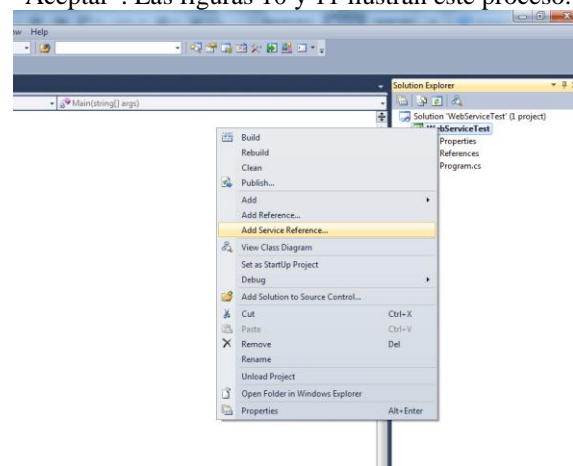 Aceptar". Las figuras 10 y 11 ilustran este proceso.
Help
Main(string[] args)
Solution Explorer
Solution 'WebServiceTest' (1 project)
bServiceTest
Properties
References
Program.cs
Build
Rebuild
Clean
Publish...
Add
Add Reference...
Add Service Reference...
View Class Diagram
Set as StartUp Project
Debug
Add Solution to Source Control...
Cut Ctrl+X
Paste Ctrl+V
Remove Del
Rename
Unload Project
Open Folder in Windows Explorer
Properties Alt+Enter